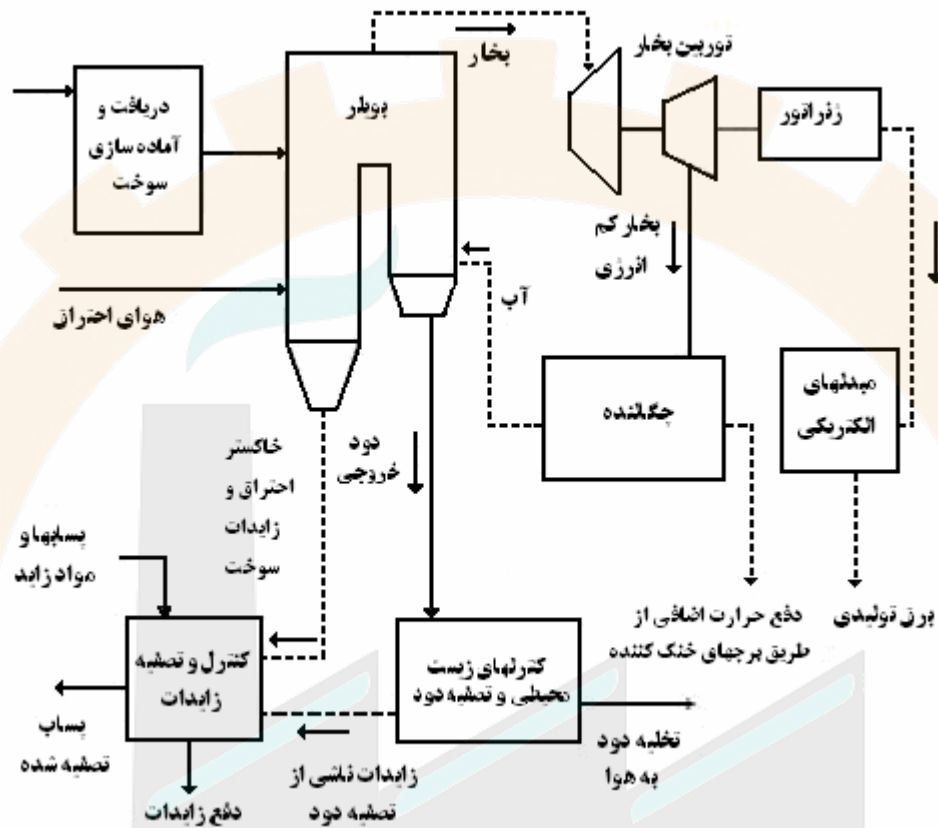 توربین بخار
بخار
دریافت و
آماده سازی
سوخت
بویلر
ژنراتور
بخار کم
انرژی
آب
هوای احتراق
چگالنده
مبدلهای
الکتریکی
خاکستر
احتراق و
زایدات
سوخت
دود
خروجی
پسابها و
مواد زاید
دفع حرارت اضافی از
طریق برجهای خنک کننده
برق تولیدی
کنترل و تصفیه
زایدات
کنترلهای زیست
محیطی و تصفیه دود
پساب
تصفیه شده
دفع زایدات
زایدات ناشی از
تصفیه دود
تخلیه دود
به هوا